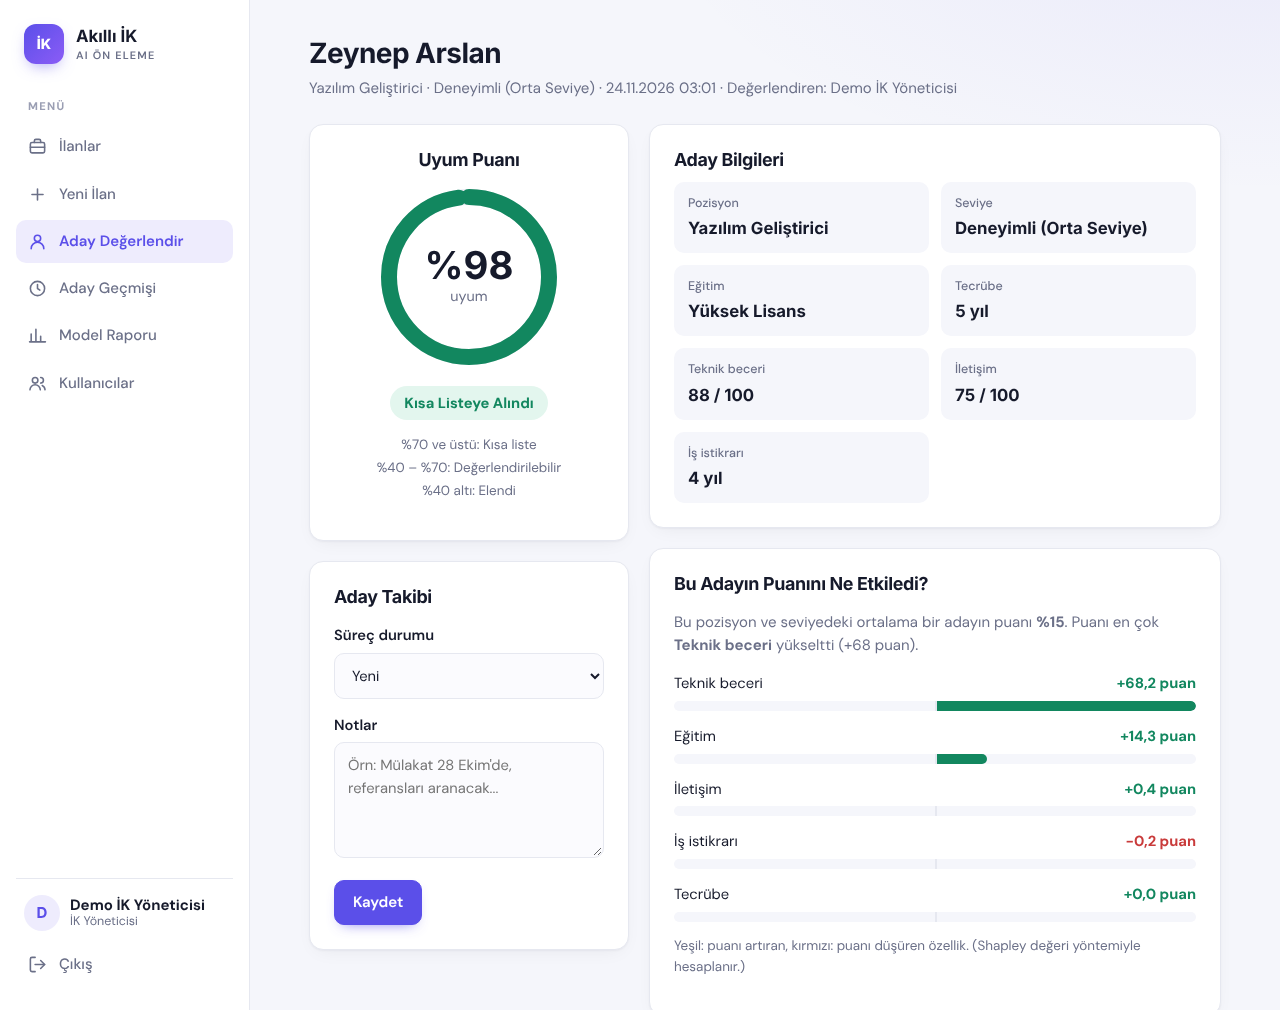 İK
Akıllı İK
AI ÖN ELEME
MENÜ
İlanlar
Yeni İlan
Aday Değerlendir
Aday Geçmişi
Model Raporu
Kullanıcılar
D
Demo İK Yöneticisi
İK Yöneticisi
Çıkış
Zeynep Arslan
Yazılım Geliştirici · Deneyimli (Orta Seviye) · 24.11.2026 03:01 · Değerlendiren: Demo İK Yöneticisi
Uyum Puanı
%98
uyum
Kısa Listeye Alındı
%70 ve üstü: Kısa liste
%40 – %70: Değerlendirilebilir
%40 altı: Elendi
Aday Takibi
Süreç durumu
Yeni
Notlar
Örn: Mülakat 28 Ekim'de,
referansları aranacak...
Kaydet
Aday Bilgileri
Pozisyon
Yazılım Geliştirici
Seviye
Deneyimli (Orta Seviye)
Eğitim
Yüksek Lisans
Tecrübe
5 yıl
Teknik beceri
88 / 100
İletişim
75 / 100
İş istikrarı
4 yıl
Bu Adayın Puanını Ne Etkiledi?
Bu pozisyon ve seviyedeki ortalama bir adayın puanı %15. Puanı en çok
Teknik beceri yükseltti (+68 puan).
Teknik beceri +68,2 puan
Eğitim +14,3 puan
İletişim +0,4 puan
İş istikrarı -0,2 puan
Tecrübe +0,0 puan
Yeşil: puanı artıran, kırmızı: puanı düşüren özellik. (Shapley değeri yöntemiyle
hesaplanır.)